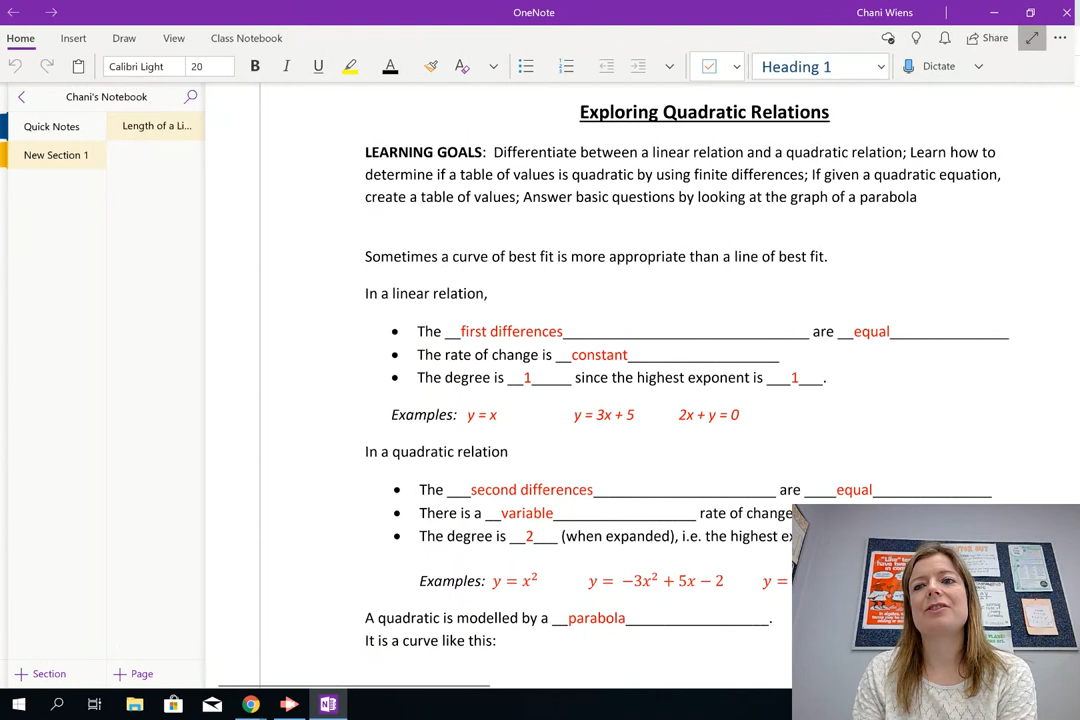 OneNote
Chani Wiens
Home Insert Draw View Class Notebook
Share
Calibri Light 20 B I U A Heading 1 Dictate
Chani's Notebook
Quick Notes
Length of a Li...
New Section 1
Exploring Quadratic Relations
LEARNING GOALS: Differentiate between a linear relation and a quadratic relation; Learn how to
determine if a table of values is quadratic by using finite differences; If given a quadratic equation,
create a table of values; Answer basic questions by looking at the graph of a parabola
Sometimes a curve of best fit is more appropriate than a line of best fit.
In a linear relation,
• The __first differences______________________________ are __equal______________
• The rate of change is __constant___________________
• The degree is __1_____ since the highest exponent is ___1___.
Examples: y = x y = 3x + 5 2x + y = 0
In a quadratic relation
• The ___second differences_______________________ are ____equal_______________
• There is a __variable__________________ rate of change
• The degree is __2___ (when expanded), i.e. the highest
Examples: y = x² y = −3x² + 5x − 2 y =
A quadratic is modelled by a __parabola__________________.
It is a curve like this:
+ Section + Page